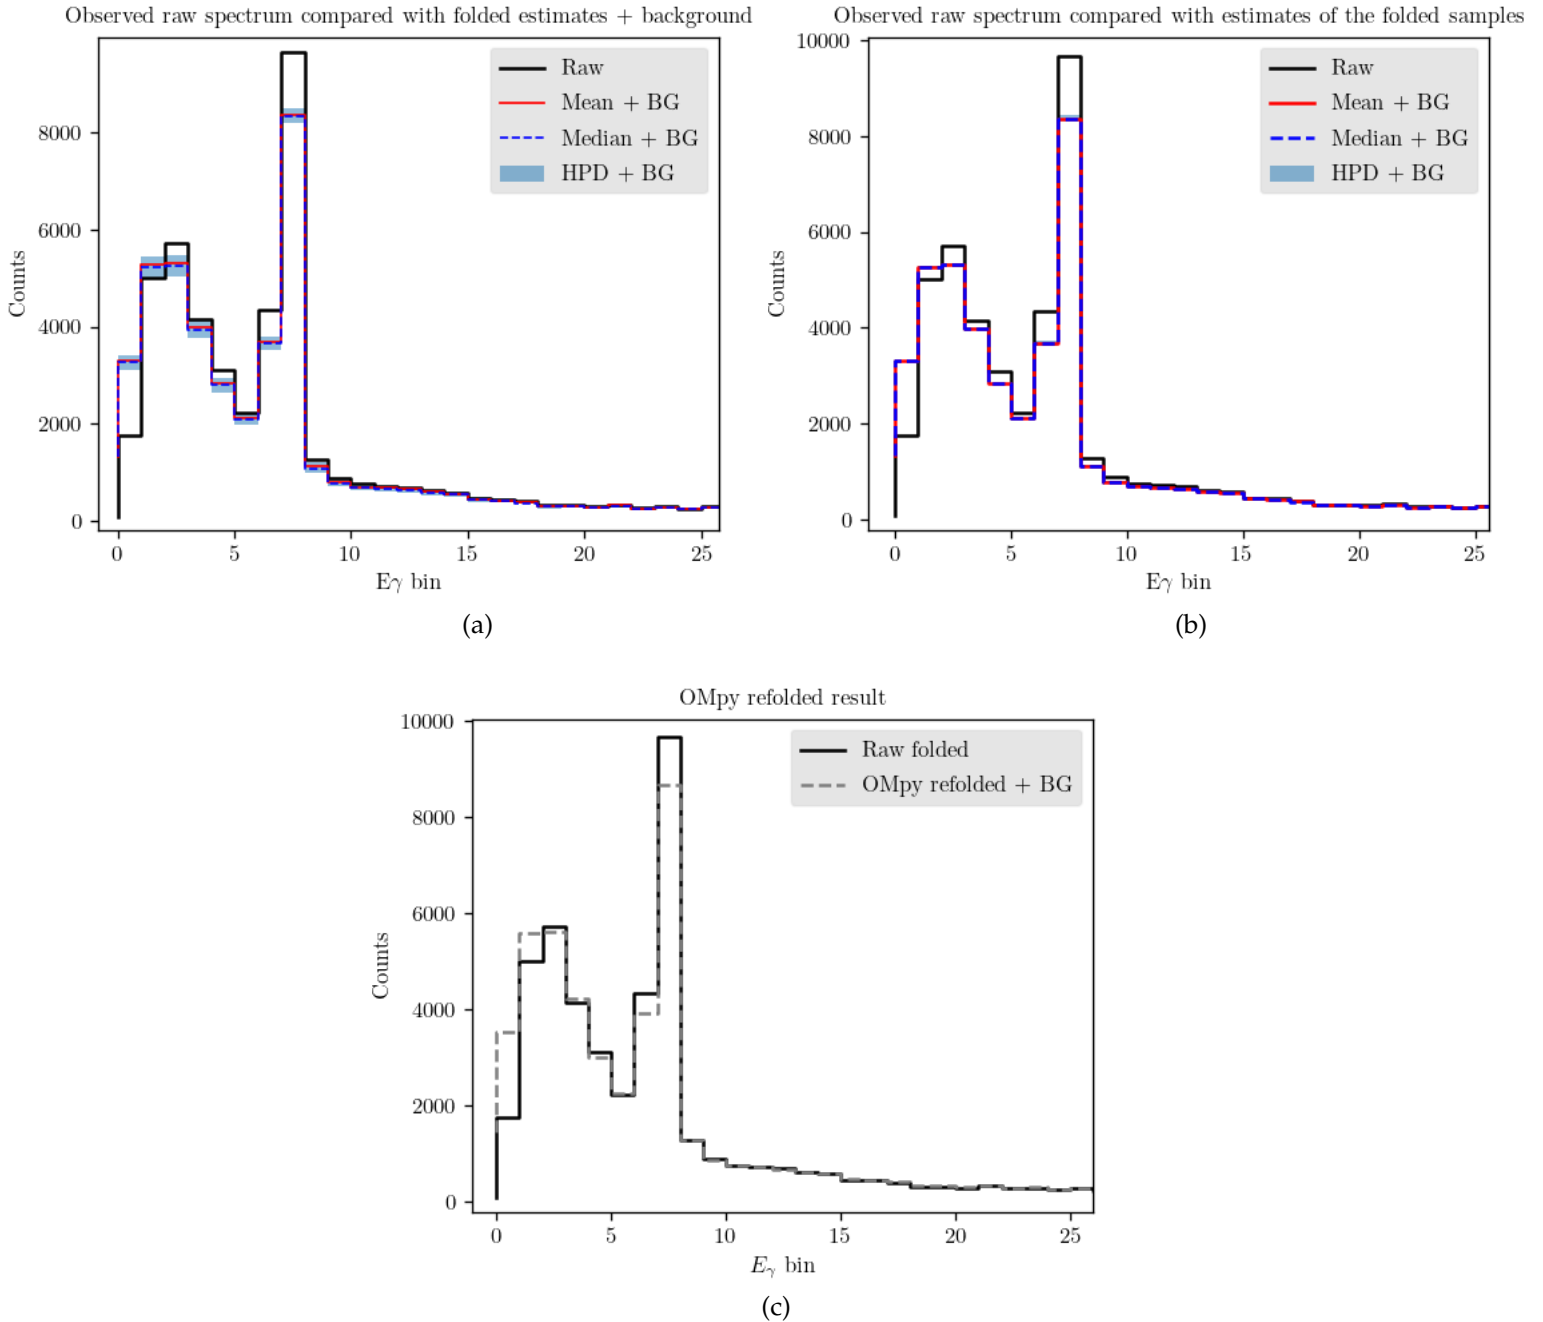 Observed raw spectrum compared with folded estimates + background
Counts
8000
6000
4000
2000
0
Raw
Mean + BG
Median + BG
HPD + BG
0 5 10 15 20 25
Eγ bin
(a)
Observed raw spectrum compared with estimates of the folded samples
Counts
10000
8000
6000
4000
2000
0
Raw
Mean + BG
Median + BG
HPD + BG
0 5 10 15 20 25
Eγ bin
(b)
OMpy refolded result
Counts
10000
8000
6000
4000
2000
0
Raw folded
OMpy refolded + BG
0 5 10 15 20 25
Eγ bin
(c)